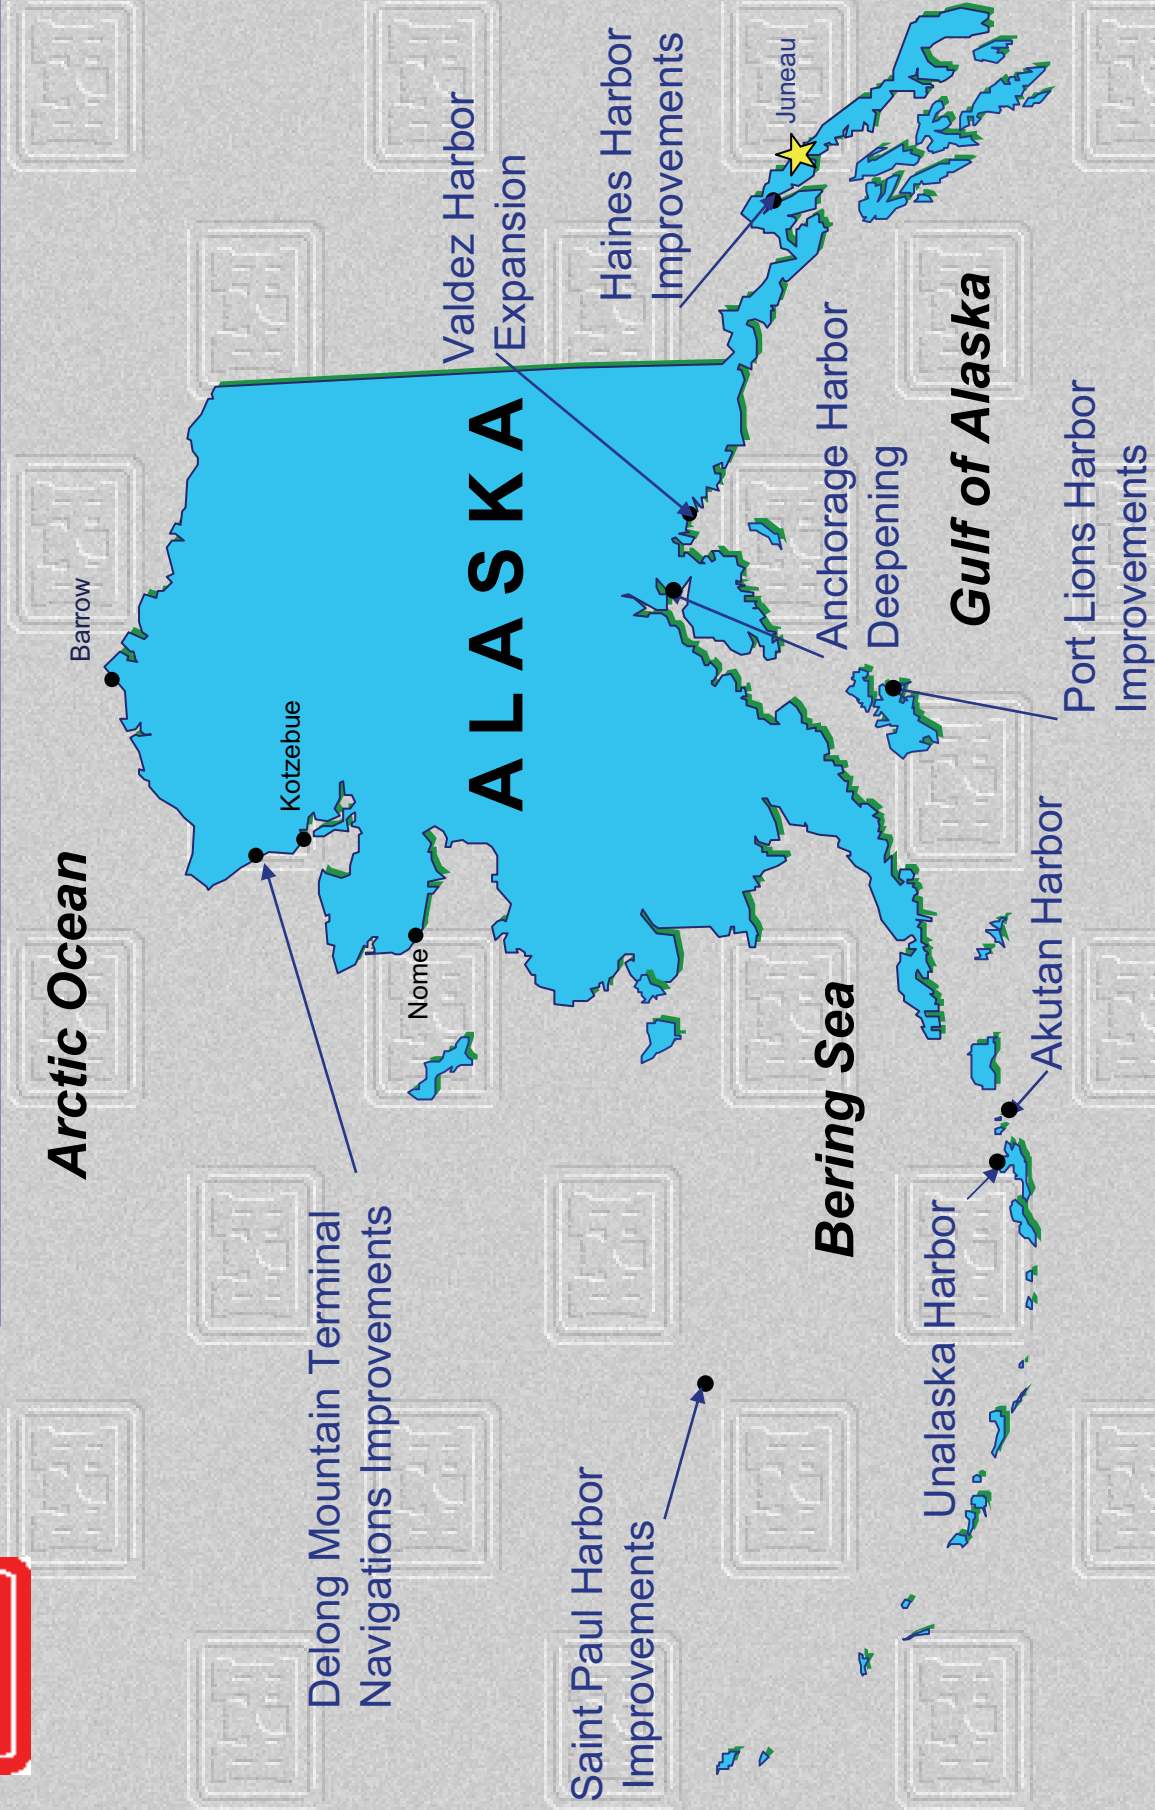 Arctic Ocean
Barrow
Kotzebue
Nome
Delong Mountain Terminal
Navigations Improvements
ALASKA
Valdez Harbor
Expansion
Haines Harbor
Improvements
Juneau
Saint Paul Harbor
Improvements
Bering Sea
Anchorage Harbor
Deepening
Gulf of Alaska
Unalaska Harbor
Akutan Harbor
Port Lions Harbor
Improvements